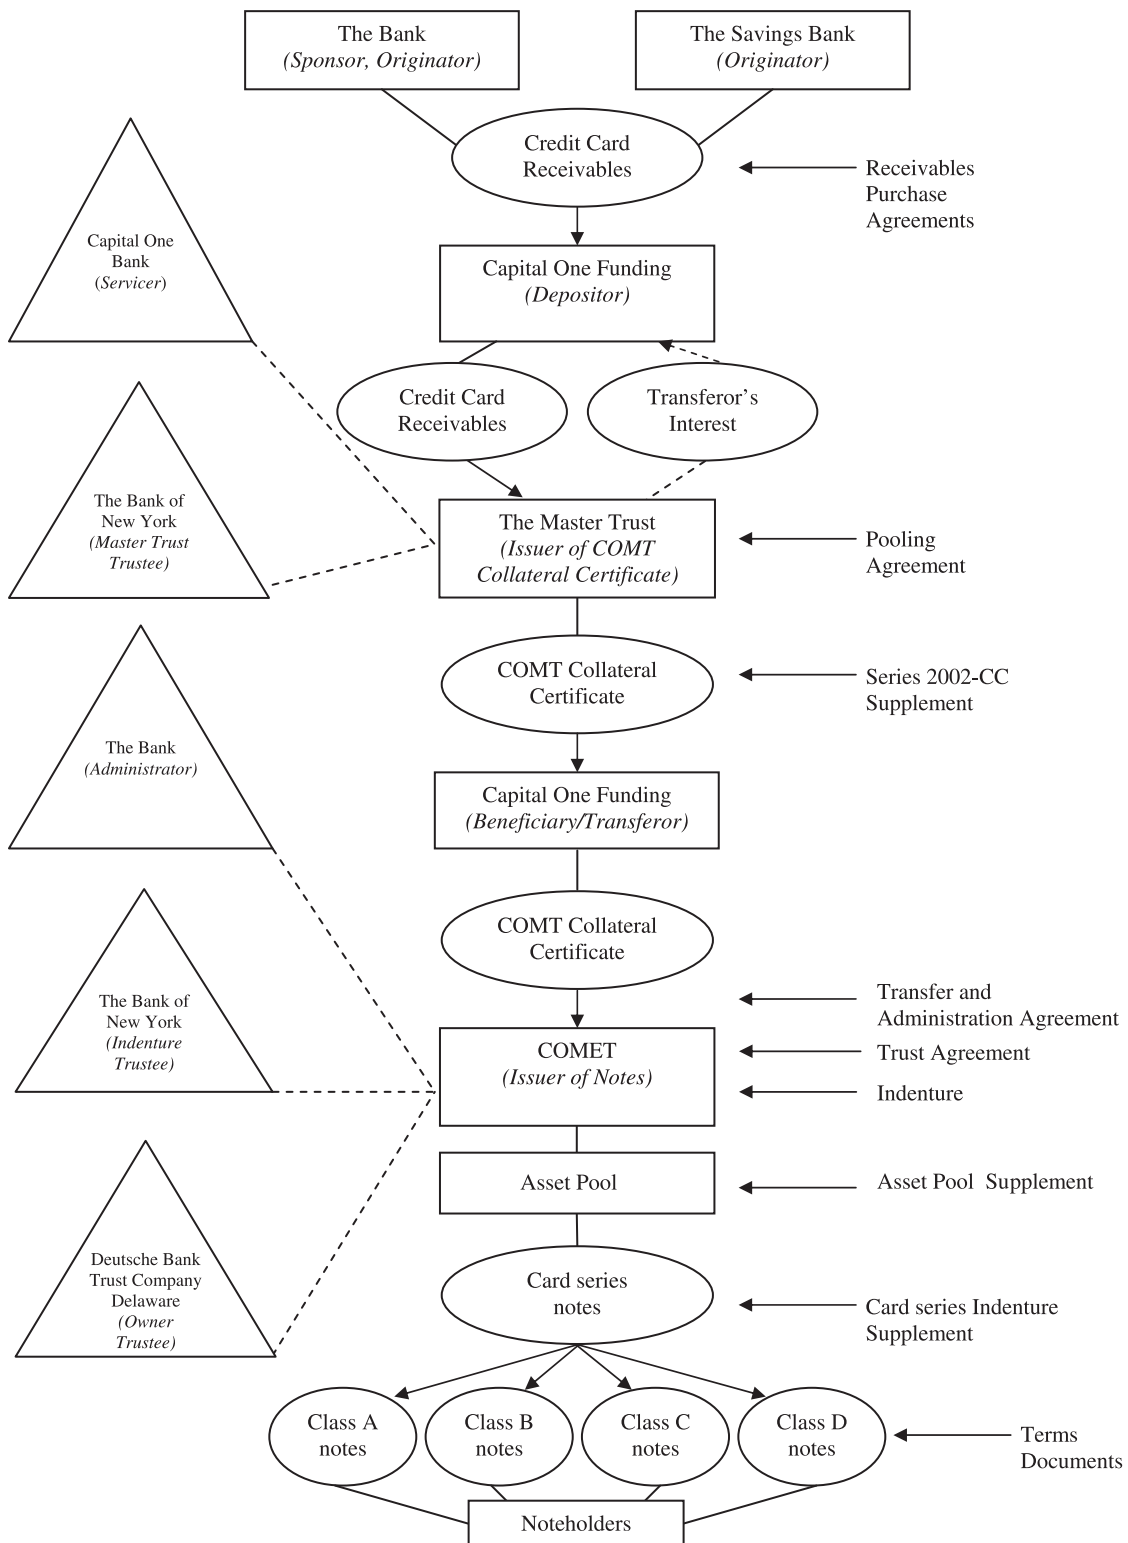 The Bank
(Sponsor, Originator)
The Savings Bank
(Originator)
Credit Card
Receivables
Receivables
Purchase
Agreements
Capital One
Bank
(Servicer)
Capital One Funding
(Depositor)
Credit Card
Receivables
Transferor's
Interest
The Bank of
New York
(Master Trust
Trustee)
The Master Trust
(Issuer of COMT
Collateral Certificate)
Pooling
Agreement
COMT Collateral
Certificate
Series 2002-CC
Supplement
The Bank
(Administrator)
Capital One Funding
(Beneficiary/Transferor)
COMT Collateral
Certificate
The Bank of
New York
(Indenture
Trustee)
Transfer and
Administration Agreement
COMET
(Issuer of Notes)
Trust Agreement
Indenture
Asset Pool
Asset Pool Supplement
Deutsche Bank
Trust Company
Delaware
(Owner
Trustee)
Card series
notes
Card series Indenture
Supplement
Class A
notes
Class B
notes
Class C
notes
Class D
notes
Terms
Documents
Noteholders